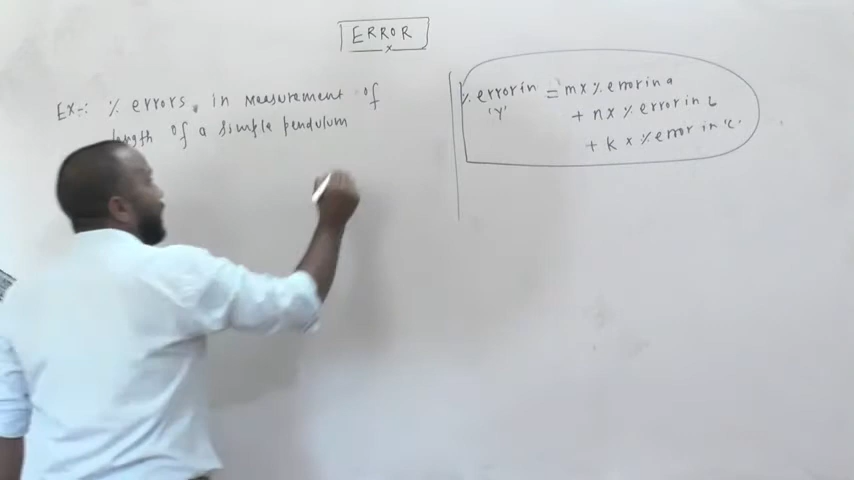 ERROR
x
Ex-: % errors in measurement of
length of a simple pendulum
% error in = m x % error in a
'Y'
+ n x % error in b
+ k x % error in 'c'